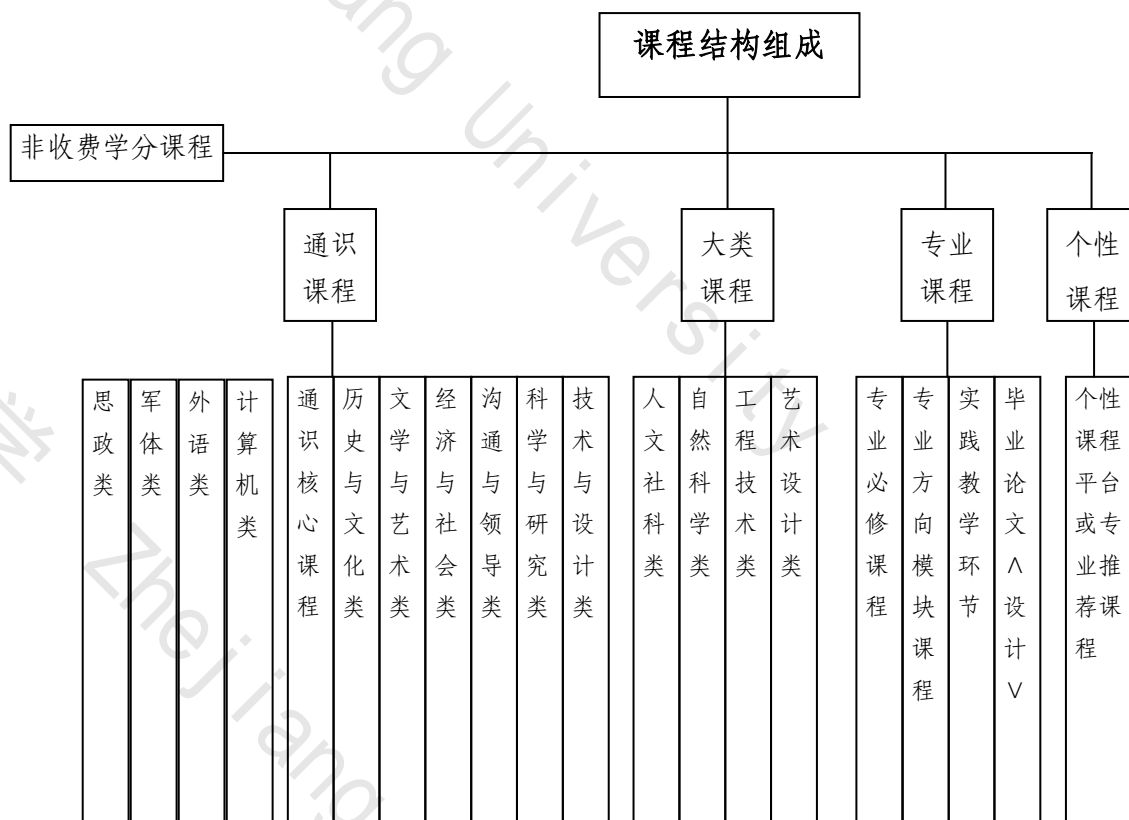 课程结构组成
非收费学分课程
通识
课程
大类
课程
专业
课程
个性
课程
思政类
军体类
外语类
计算机类
通识核心课程
历史与文化类
文学与艺术类
经济与社会类
沟通与领导类
科学与研究类
技术与设计类
人文社科类
自然科学类
工程技术类
艺术设计类
专业必修课程
专业方向模块课程
实践教学环节
毕业论文∧设计∨
个性
课程
平台
或专
业推
荐课
程
ang University
学
Zhejiang